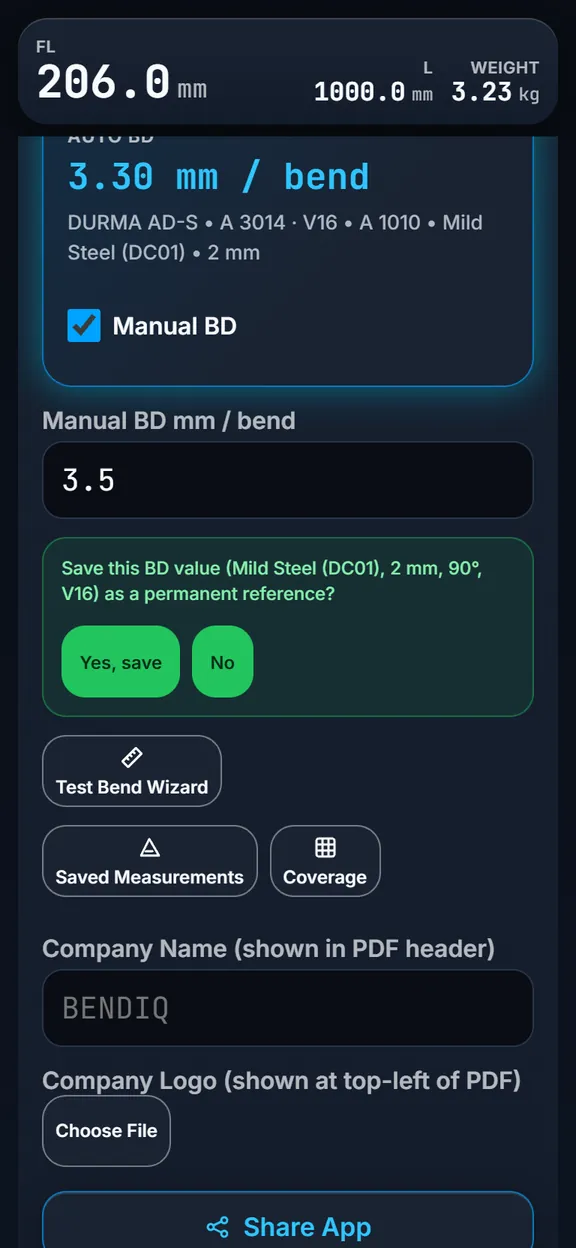 FL
206.0 mm
L
1000.0 mm
WEIGHT
3.23 kg
AUTO BD
3.30 mm / bend
DURMA AD-S • A 3014 · V16 • A 1010 • Mild
Steel (DC01) • 2 mm
Manual BD
Manual BD mm / bend
3.5
Save this BD value (Mild Steel (DC01), 2 mm, 90°,
V16) as a permanent reference?
Yes, save
No
Test Bend Wizard
Saved Measurements
Coverage
Company Name (shown in PDF header)
BENDIQ
Company Logo (shown at top-left of PDF)
Choose File
Share App